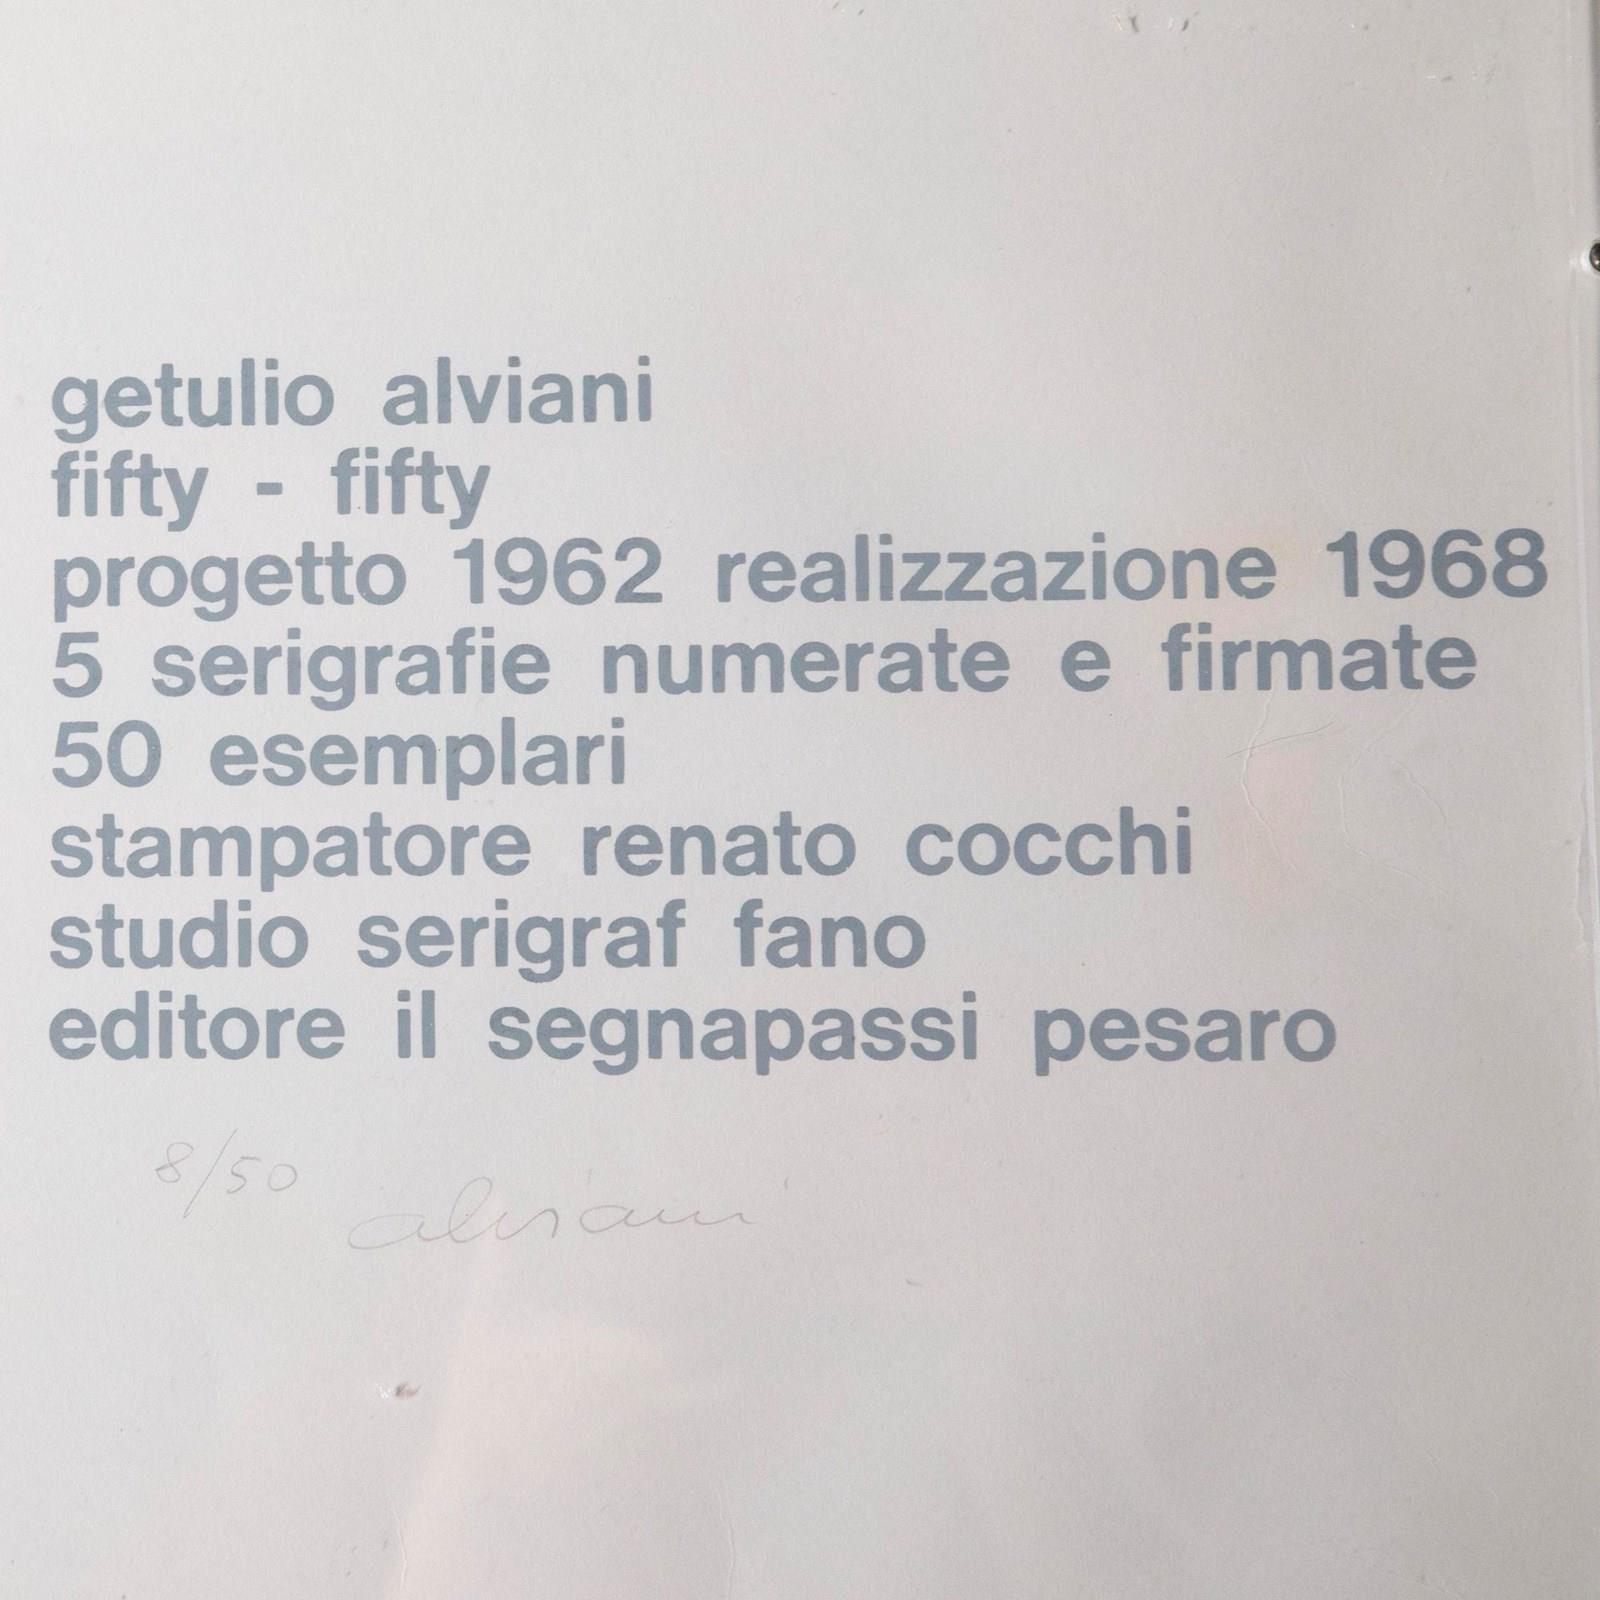 getulio alviani
fifty - fifty
progetto 1962 realizzazione 1968
5 serigrafie numerate e firmate
50 esemplari
stampatore renato cocchi
studio serigraf fano
editore il segnapassi pesaro
8/50 alviani